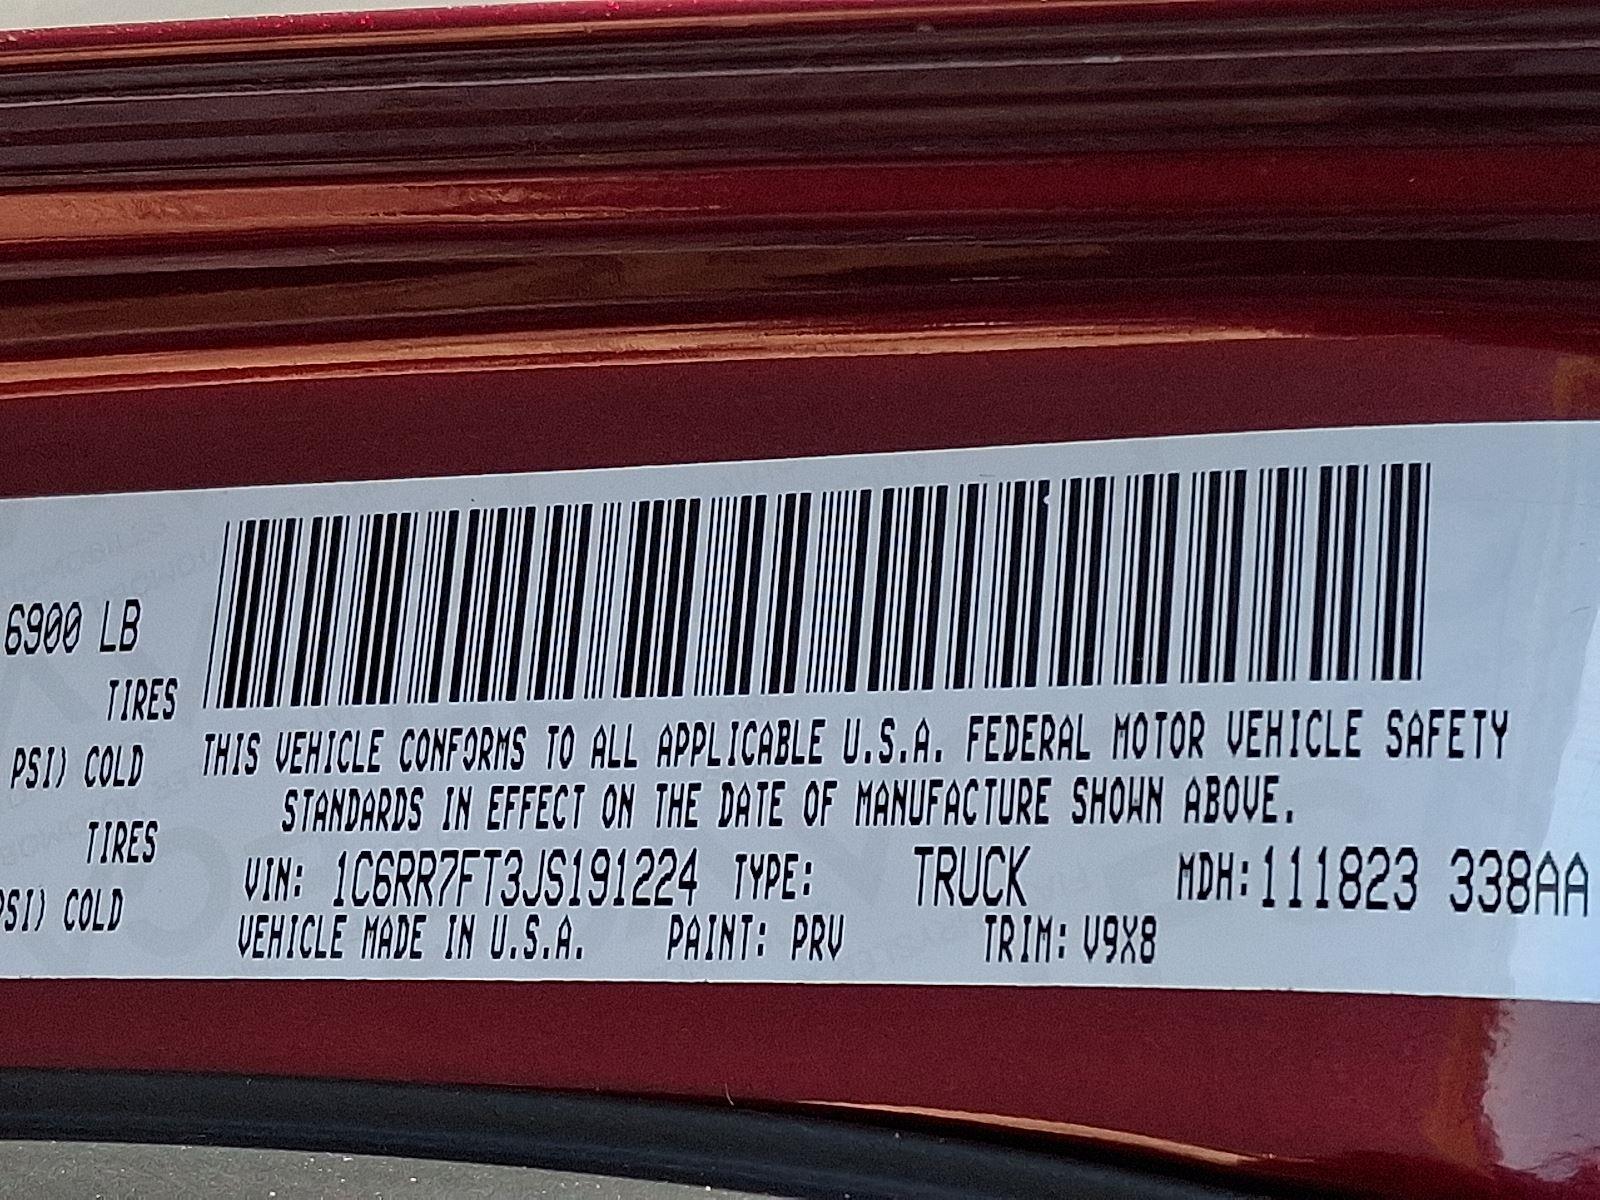 6900 LB
TIRES
PSI) COLD
TIRES
PSI) COLD
THIS VEHICLE CONFORMS TO ALL APPLICABLE U.S.A. FEDERAL MOTOR VEHICLE SAFETY
STANDARDS IN EFFECT ON THE DATE OF MANUFACTURE SHOWN ABOVE.
VIN: 1C6RR7FT3JS191224 TYPE: TRUCK MDH:111823 338AA
VEHICLE MADE IN U.S.A. PAINT: PRV TRIM: V9X8